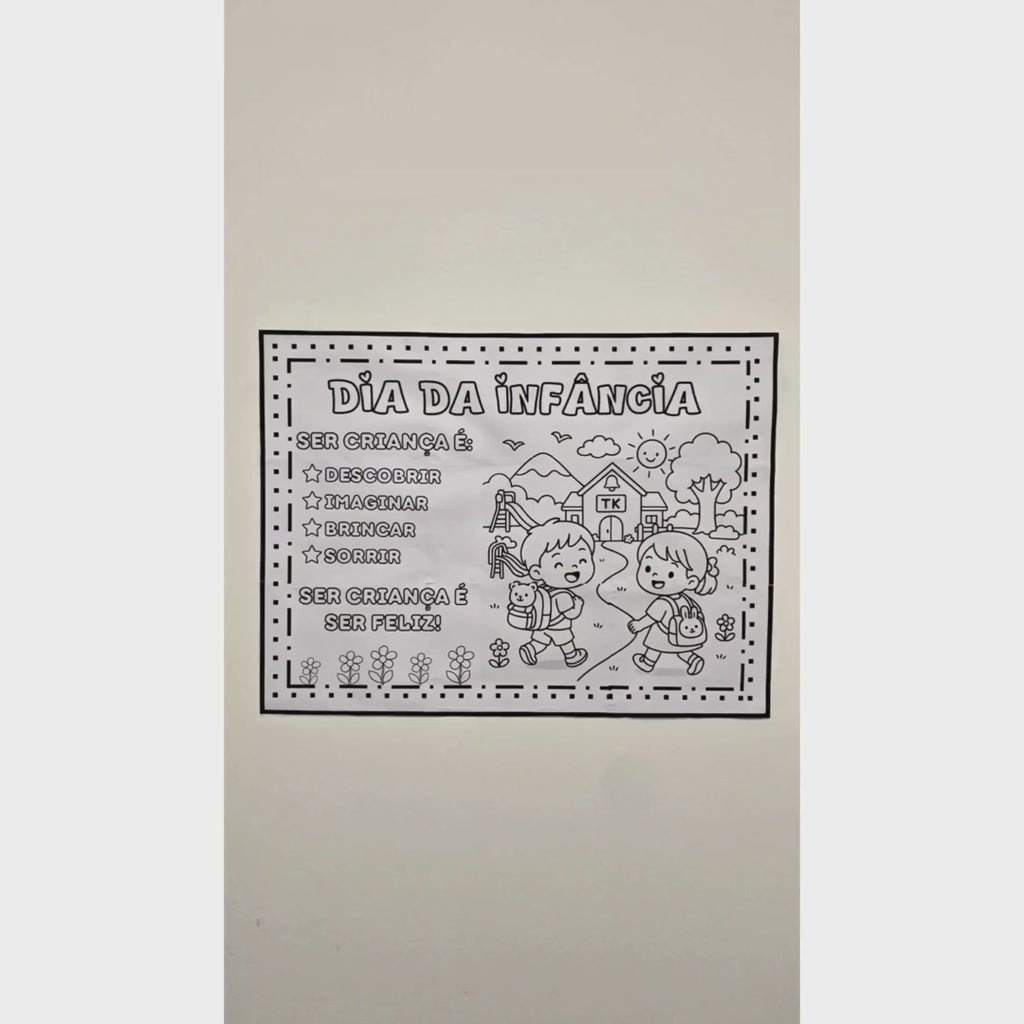 DIA DA INFÂNCIA
SER CRIANÇA É:
DESCOBRIR
IMAGINAR
BRINCAR
SORRIR
SER CRIANÇA É
SER FELIZ!
TK